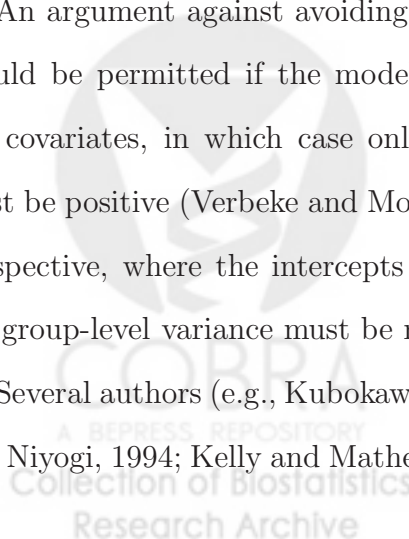 An argument against avoiding
uld be permitted if the mode
covariates, in which case onl
st be positive (Verbeke and Mo
spective, where the intercepts
group-level variance must be r
COBRA
Several authors (e.g., Kubokaw
A BEPRESS REPOSITORY
Niyogi, 1994; Kelly and Mathe
Collection of Biostatistics
Research Archive